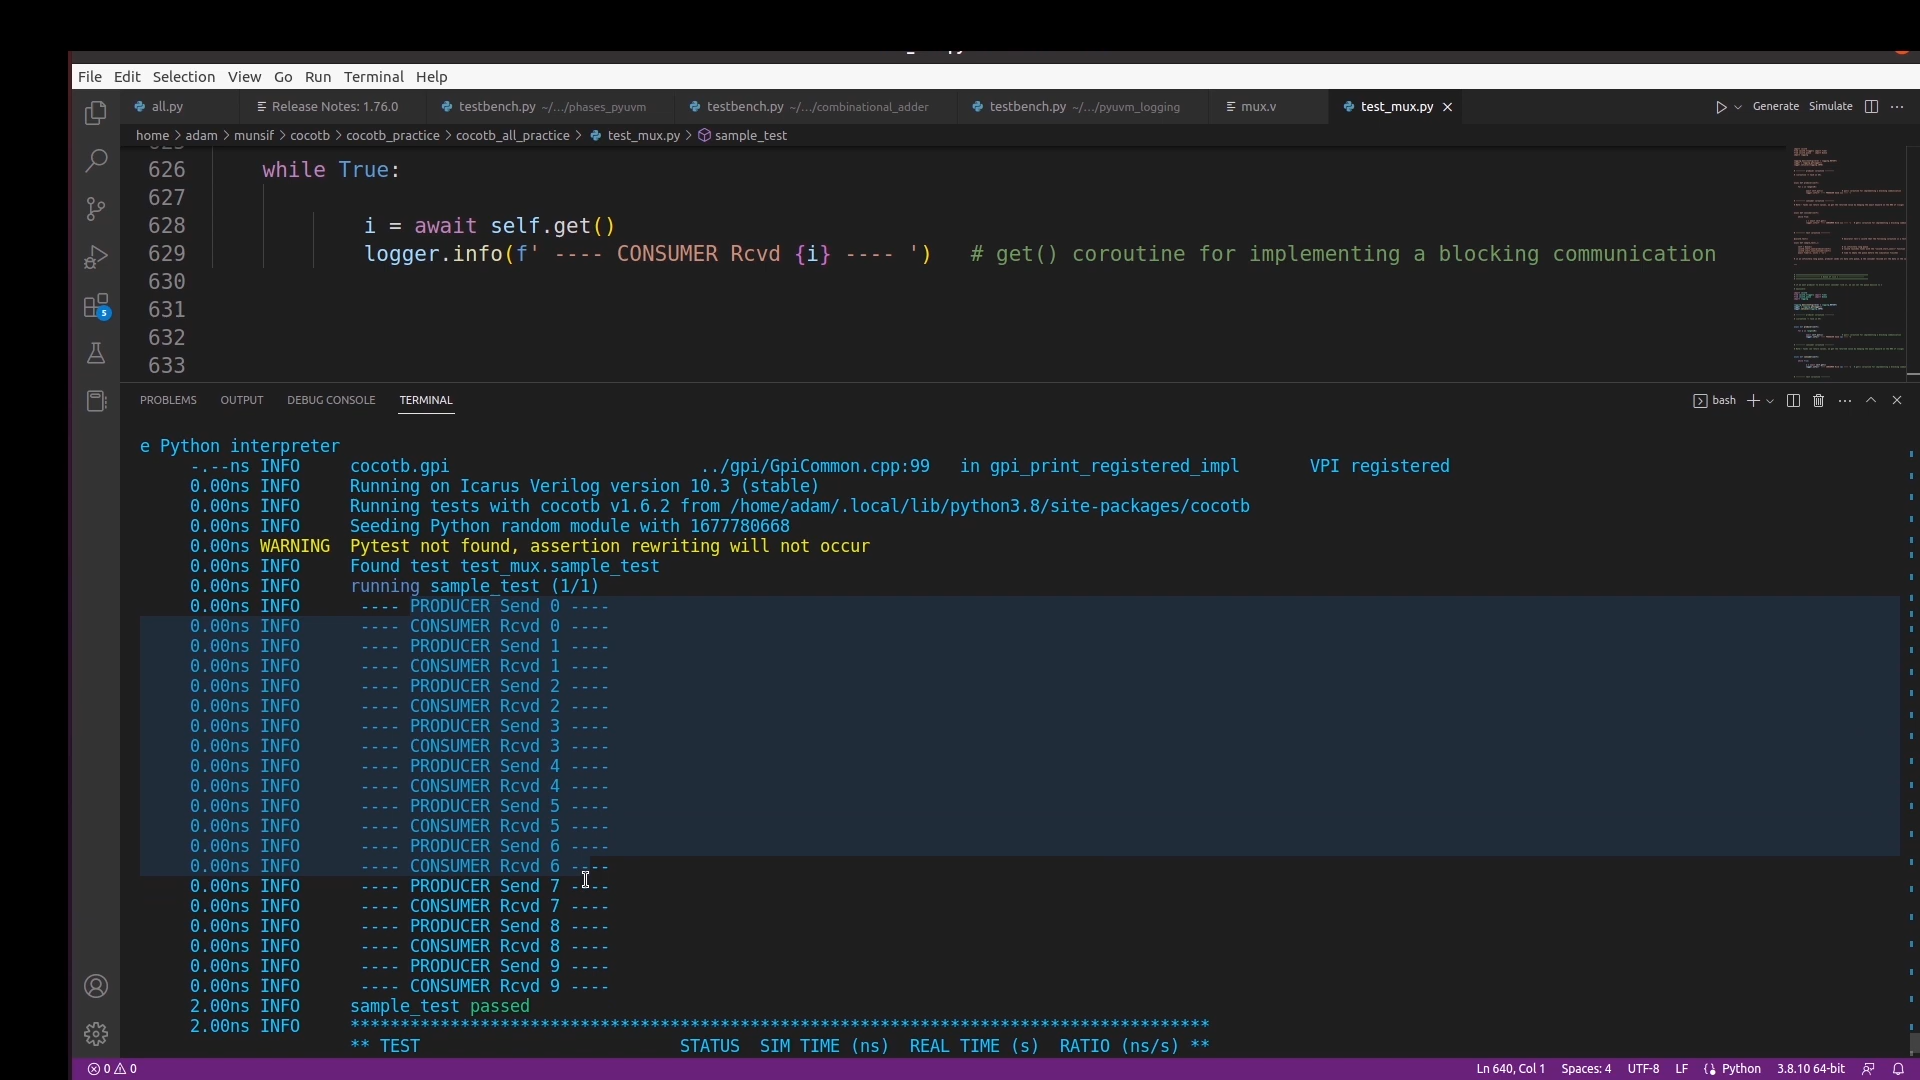 File Edit Selection View Go Run Terminal Help
all.py Release Notes: 1.76.0 testbench.py ~/.../phases_pyuvm testbench.py ~/.../combinational_adder testbench.py ~/.../pyuvm_logging mux.v test_mux.py Generate Simulate
home > adam > munsif > cocotb > cocotb_practice > cocotb_all_practice > test_mux.py > sample_test
626 while True:
627
628 i = await self.get()
629 logger.info(f' ---- CONSUMER Rcvd {i} ---- ') # get() coroutine for implementing a blocking communication
630
631
632
633
5
PROBLEMS OUTPUT DEBUG CONSOLE TERMINAL bash
e Python interpreter
-.--ns INFO cocotb.gpi ../gpi/GpiCommon.cpp:99 in gpi_print_registered_impl VPI registered
0.00ns INFO Running on Icarus Verilog version 10.3 (stable)
0.00ns INFO Running tests with cocotb v1.6.2 from /home/adam/.local/lib/python3.8/site-packages/cocotb
0.00ns INFO Seeding Python random module with 1677780668
0.00ns WARNING Pytest not found, assertion rewriting will not occur
0.00ns INFO Found test test_mux.sample_test
0.00ns INFO running sample_test (1/1)
0.00ns INFO ---- PRODUCER Send 0 ----
0.00ns INFO ---- CONSUMER Rcvd 0 ----
0.00ns INFO ---- PRODUCER Send 1 ----
0.00ns INFO ---- CONSUMER Rcvd 1 ----
0.00ns INFO ---- PRODUCER Send 2 ----
0.00ns INFO ---- CONSUMER Rcvd 2 ----
0.00ns INFO ---- PRODUCER Send 3 ----
0.00ns INFO ---- CONSUMER Rcvd 3 ----
0.00ns INFO ---- PRODUCER Send 4 ----
0.00ns INFO ---- CONSUMER Rcvd 4 ----
0.00ns INFO ---- PRODUCER Send 5 ----
0.00ns INFO ---- CONSUMER Rcvd 5 ----
0.00ns INFO ---- PRODUCER Send 6 ----
0.00ns INFO ---- CONSUMER Rcvd 6 ----
0.00ns INFO ---- PRODUCER Send 7 ----
0.00ns INFO ---- CONSUMER Rcvd 7 ----
0.00ns INFO ---- PRODUCER Send 8 ----
0.00ns INFO ---- CONSUMER Rcvd 8 ----
0.00ns INFO ---- PRODUCER Send 9 ----
0.00ns INFO ---- CONSUMER Rcvd 9 ----
2.00ns INFO sample_test passed
2.00ns INFO **************************************************************************************
** TEST STATUS SIM TIME (ns) REAL TIME (s) RATIO (ns/s) **
0 0 Ln 640, Col 1 Spaces: 4 UTF-8 LF Python 3.8.10 64-bit